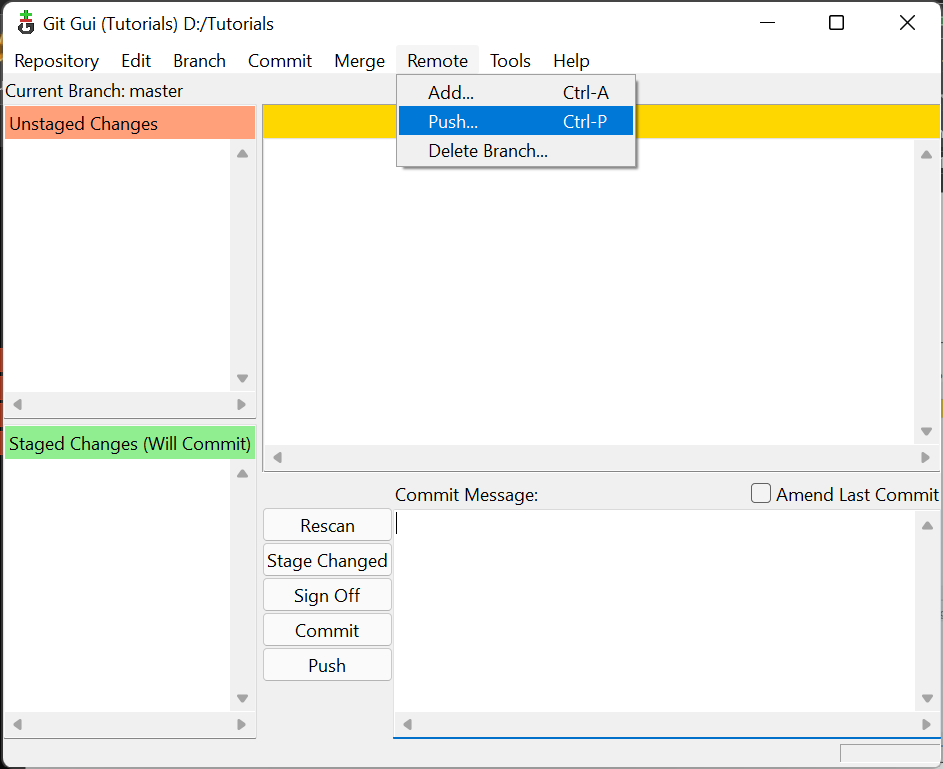 Git Gui (Tutorials) D:/Tutorials
Repository Edit Branch Commit Merge Remote Tools Help
Current Branch: master
Add... Ctrl-A
Push... Ctrl-P
Delete Branch...
Unstaged Changes
Staged Changes (Will Commit)
Commit Message:
Amend Last Commit
Rescan
Stage Changed
Sign Off
Commit
Push